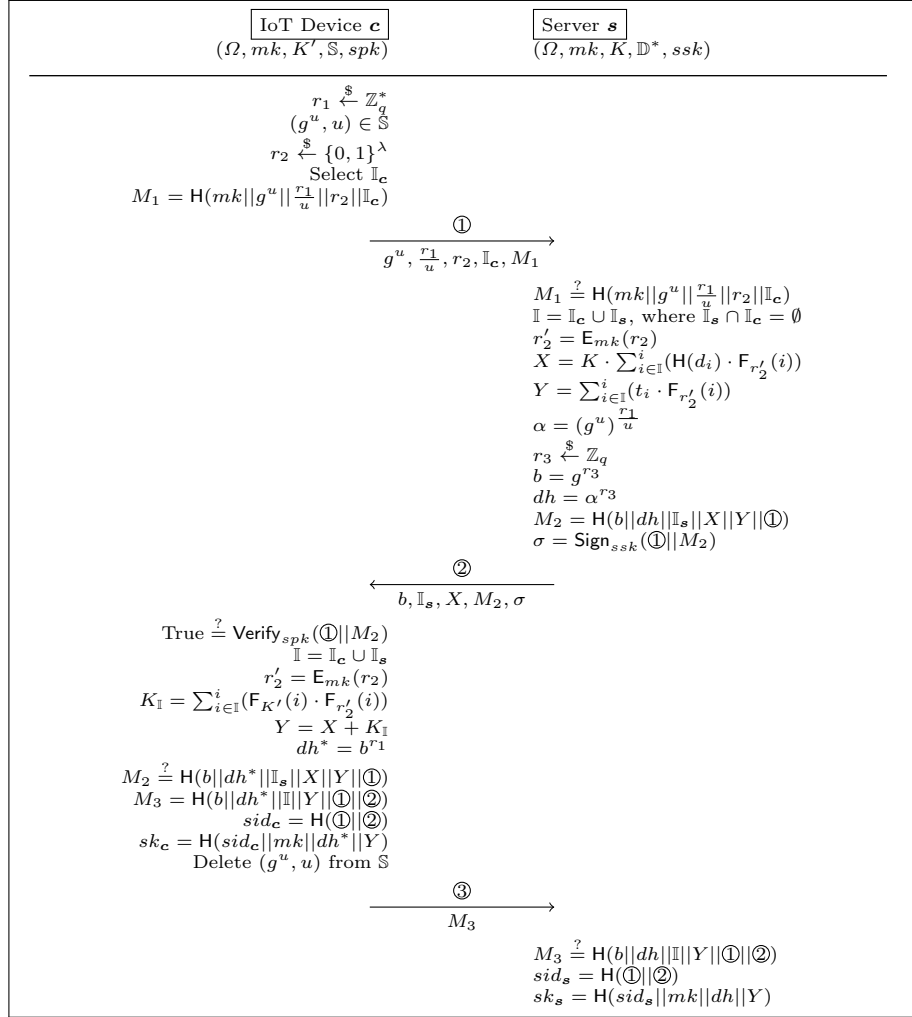 IoT Device c Server s
(Ω, mk, K′, 𝕊, spk) (Ω, mk, K, 𝔻*, ssk)
r₁ ←$ ℤ*_q
(g^u, u) ∈ 𝕊
r₂ ←$ {0, 1}^λ
Select 𝕀_c
M₁ = H(mk||g^u||r₁/u||r₂||𝕀_c)
①
g^u, r₁/u, r₂, 𝕀_c, M₁
M₁ ?= H(mk||g^u||r₁/u||r₂||𝕀_c)
𝕀 = 𝕀_c ∪ 𝕀_s, where 𝕀_s ∩ 𝕀_c = ∅
r′₂ = E_mk(r₂)
X = K · ∑^i_{i∈𝕀}(H(d_i) · F_{r′₂}(i))
Y = ∑^i_{i∈𝕀}(t_i · F_{r′₂}(i))
α = (g^u)^{r₁/u}
r₃ ←$ ℤ_q
b = g^{r₃}
dh = α^{r₃}
M₂ = H(b||dh||𝕀_s||X||Y||①)
σ = Sign_ssk(①||M₂)
②
b, 𝕀_s, X, M₂, σ
True ?= Verify_spk(①||M₂)
𝕀 = 𝕀_c ∪ 𝕀_s
r′₂ = E_mk(r₂)
K_𝕀 = ∑^i_{i∈𝕀}(F_{K′}(i) · F_{r′₂}(i))
Y = X + K_𝕀
dh* = b^{r₁}
M₂ ?= H(b||dh*||𝕀_s||X||Y||①)
M₃ = H(b||dh*||𝕀||Y||①||②)
sid_c = H(①||②)
sk_c = H(sid_c||mk||dh*||Y)
Delete (g^u, u) from 𝕊
③
M₃
M₃ ?= H(b||dh||𝕀||Y||①||②)
sid_s = H(①||②)
sk_s = H(sid_s||mk||dh||Y)